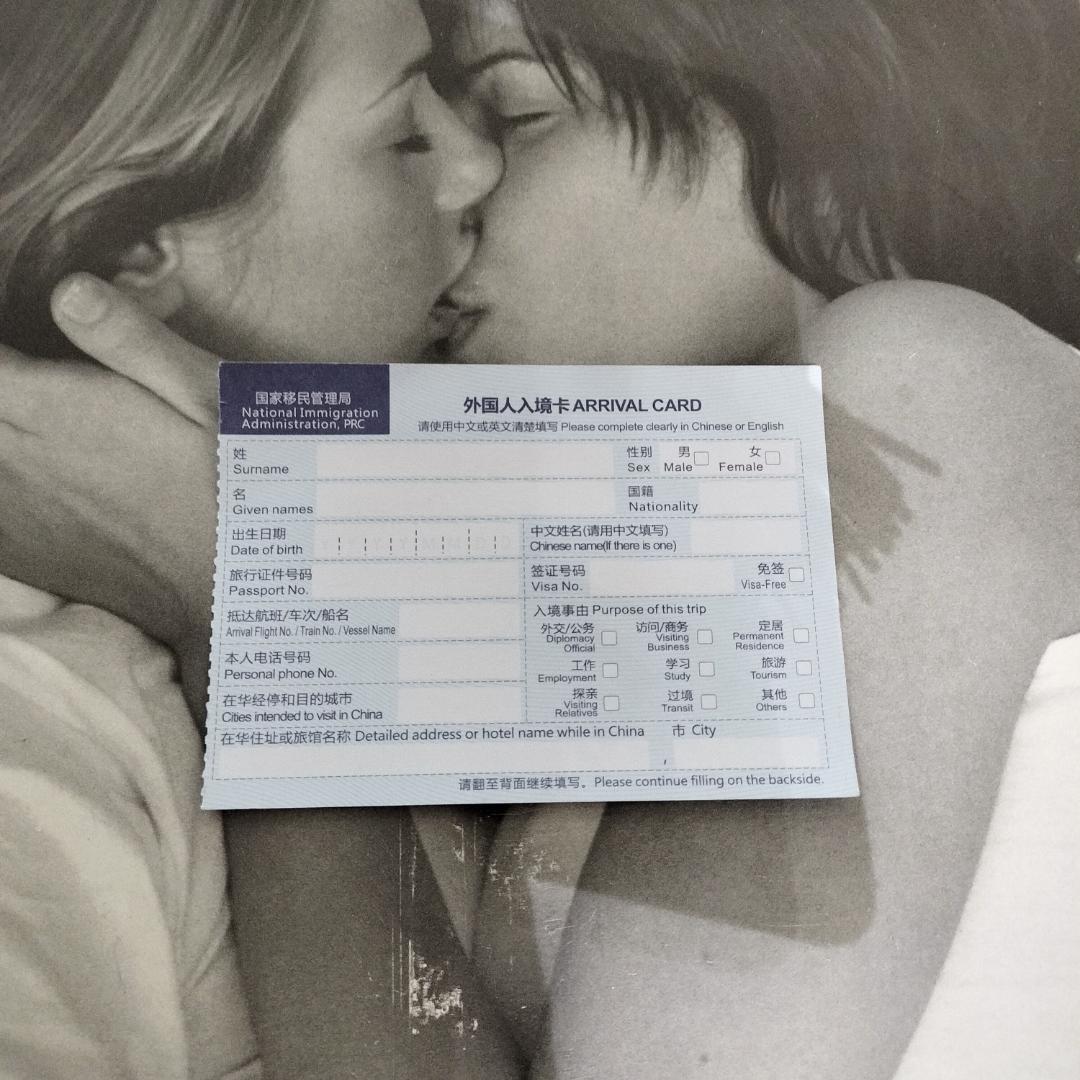 国家移民管理局
National Immigration
Administration, PRC
外国人入境卡 ARRIVAL CARD
请使用中文或英文清楚填写 Please complete clearly in Chinese or English
姓
Surname
性别
Sex
男
Male
女
Female
名
Given names
国籍
Nationality
出生日期
Date of birth
中文姓名(请用中文填写)
Chinese name(If there is one)
旅行证件号码
Passport No.
签证号码
Visa No.
免签
Visa-Free
抵达航班/车次/船名
Arrival Flight No. / Train No. / Vessel Name
入境事由 Purpose of this trip
外交/公务
Diplomacy
Official
访问/商务
Visiting
Business
定居
Permanent
Residence
本人电话号码
Personal phone No.
工作
Employment
学习
Study
旅游
Tourism
在华经停和目的城市
Cities intended to visit in China
探亲
Visiting
Relatives
过境
Transit
其他
Others
在华住址或旅馆名称 Detailed address or hotel name while in China
市 City
,
请翻至背面继续填写。Please continue filling on the backside.